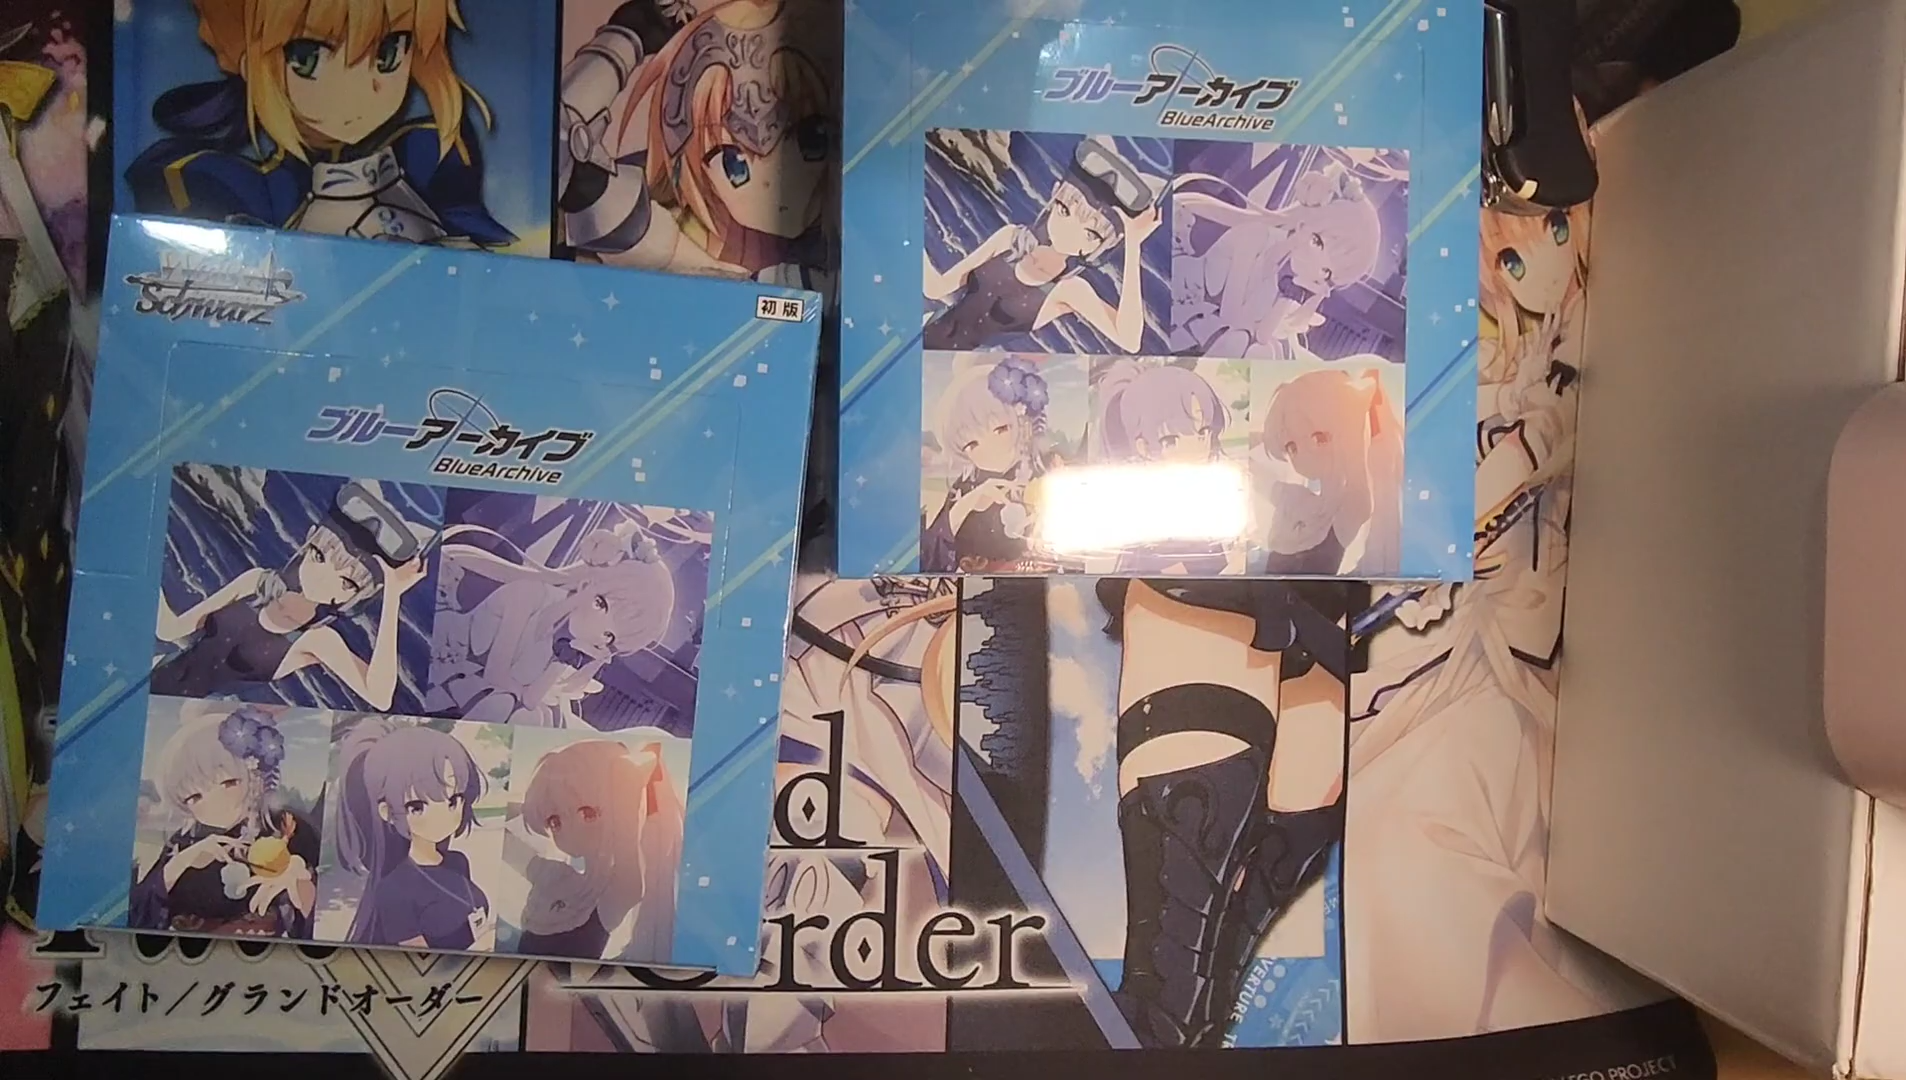 ブルーアーカイブ
BlueArchive
Weiß
Schwarz
初版
ブルーアーカイブ
BlueArchive
d
Order
フェイト/グランドオーダー
PROJECT